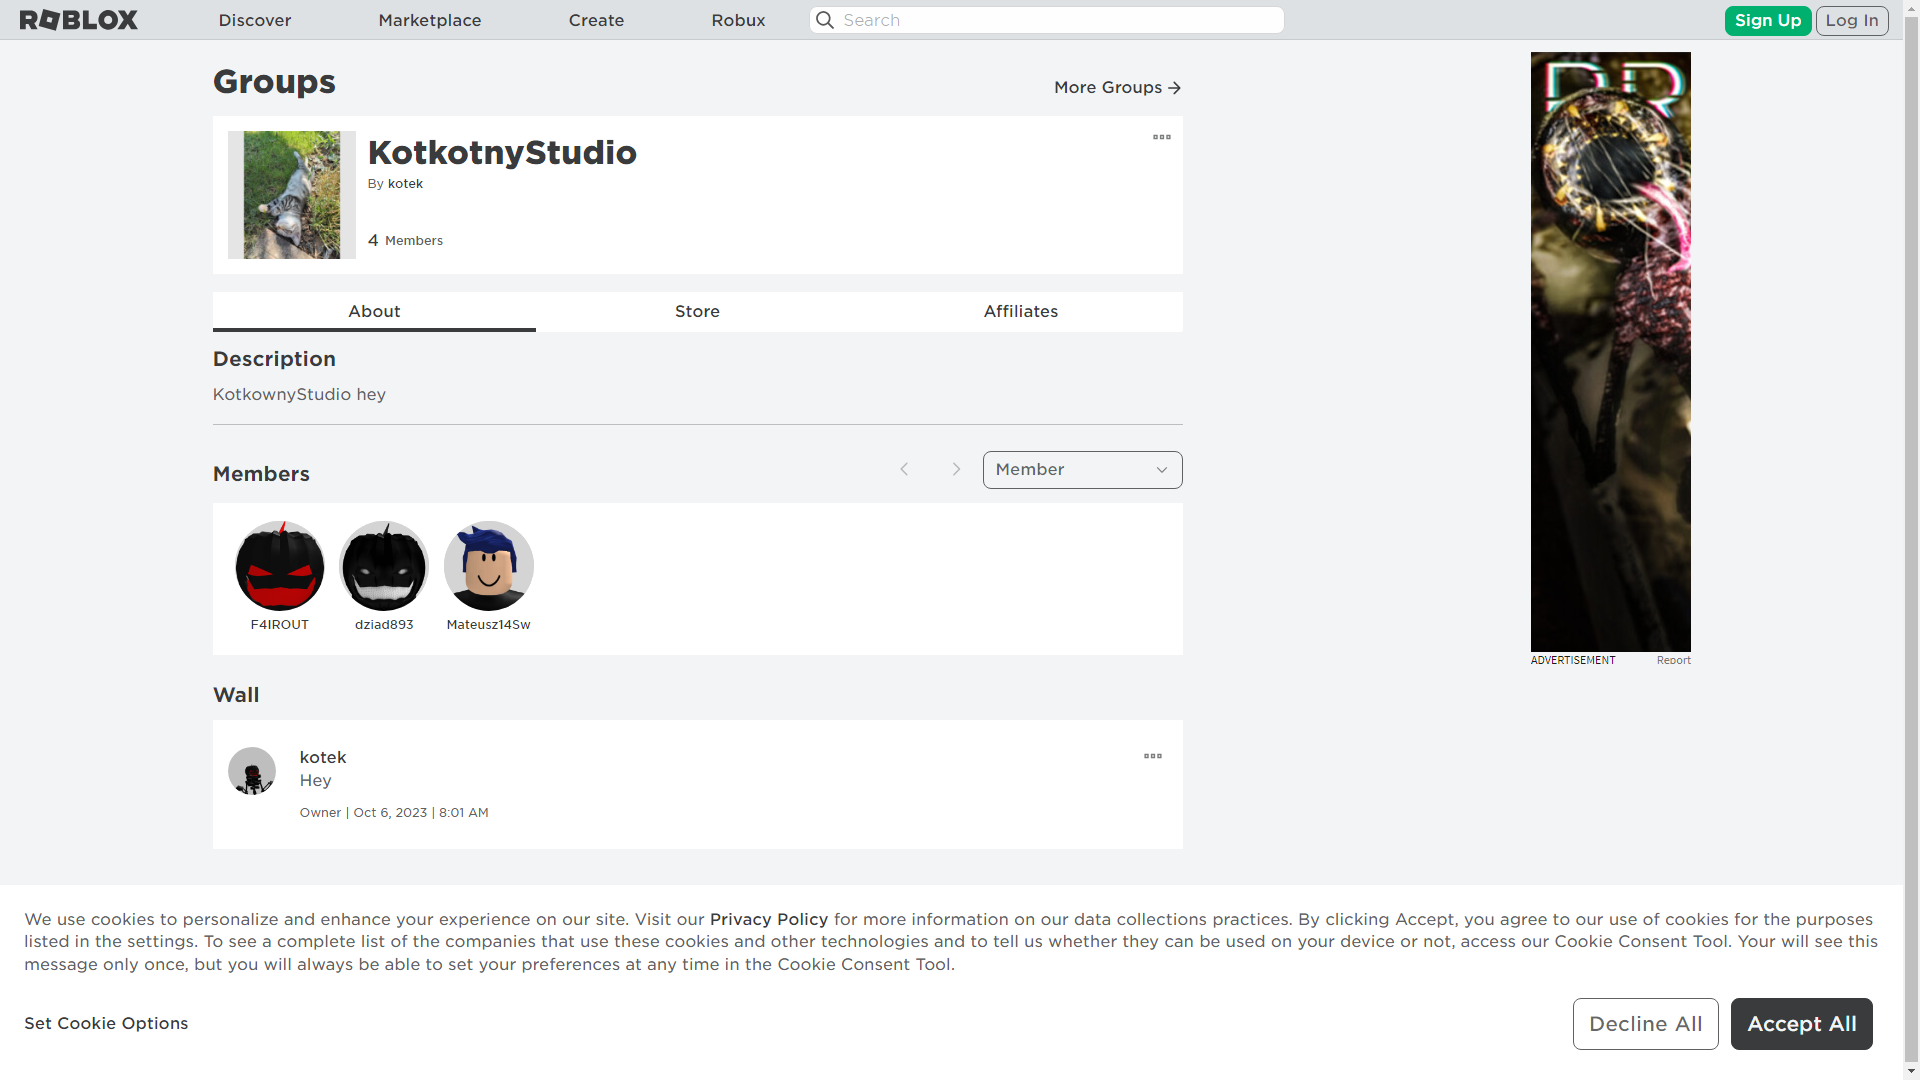 ROBLOX Discover Marketplace Create Robux Search Sign Up Log In
Groups
More Groups
KotkotnyStudio
By kotek
4 Members
About Store Affiliates
Description
KotkownyStudio hey
Members
Member
F4IROUT dziad893 Mateusz14Sw
Wall
kotek
Hey
Owner | Oct 6, 2023 | 8:01 AM
DR
ADVERTISEMENT Report
We use cookies to personalize and enhance your experience on our site. Visit our Privacy Policy for more information on our data collections practices. By clicking Accept, you agree to our use of cookies for the purposes
listed in the settings. To see a complete list of the companies that use these cookies and other technologies and to tell us whether they can be used on your device or not, access our Cookie Consent Tool. Your will see this
message only once, but you will always be able to set your preferences at any time in the Cookie Consent Tool.
Set Cookie Options
Decline All Accept All